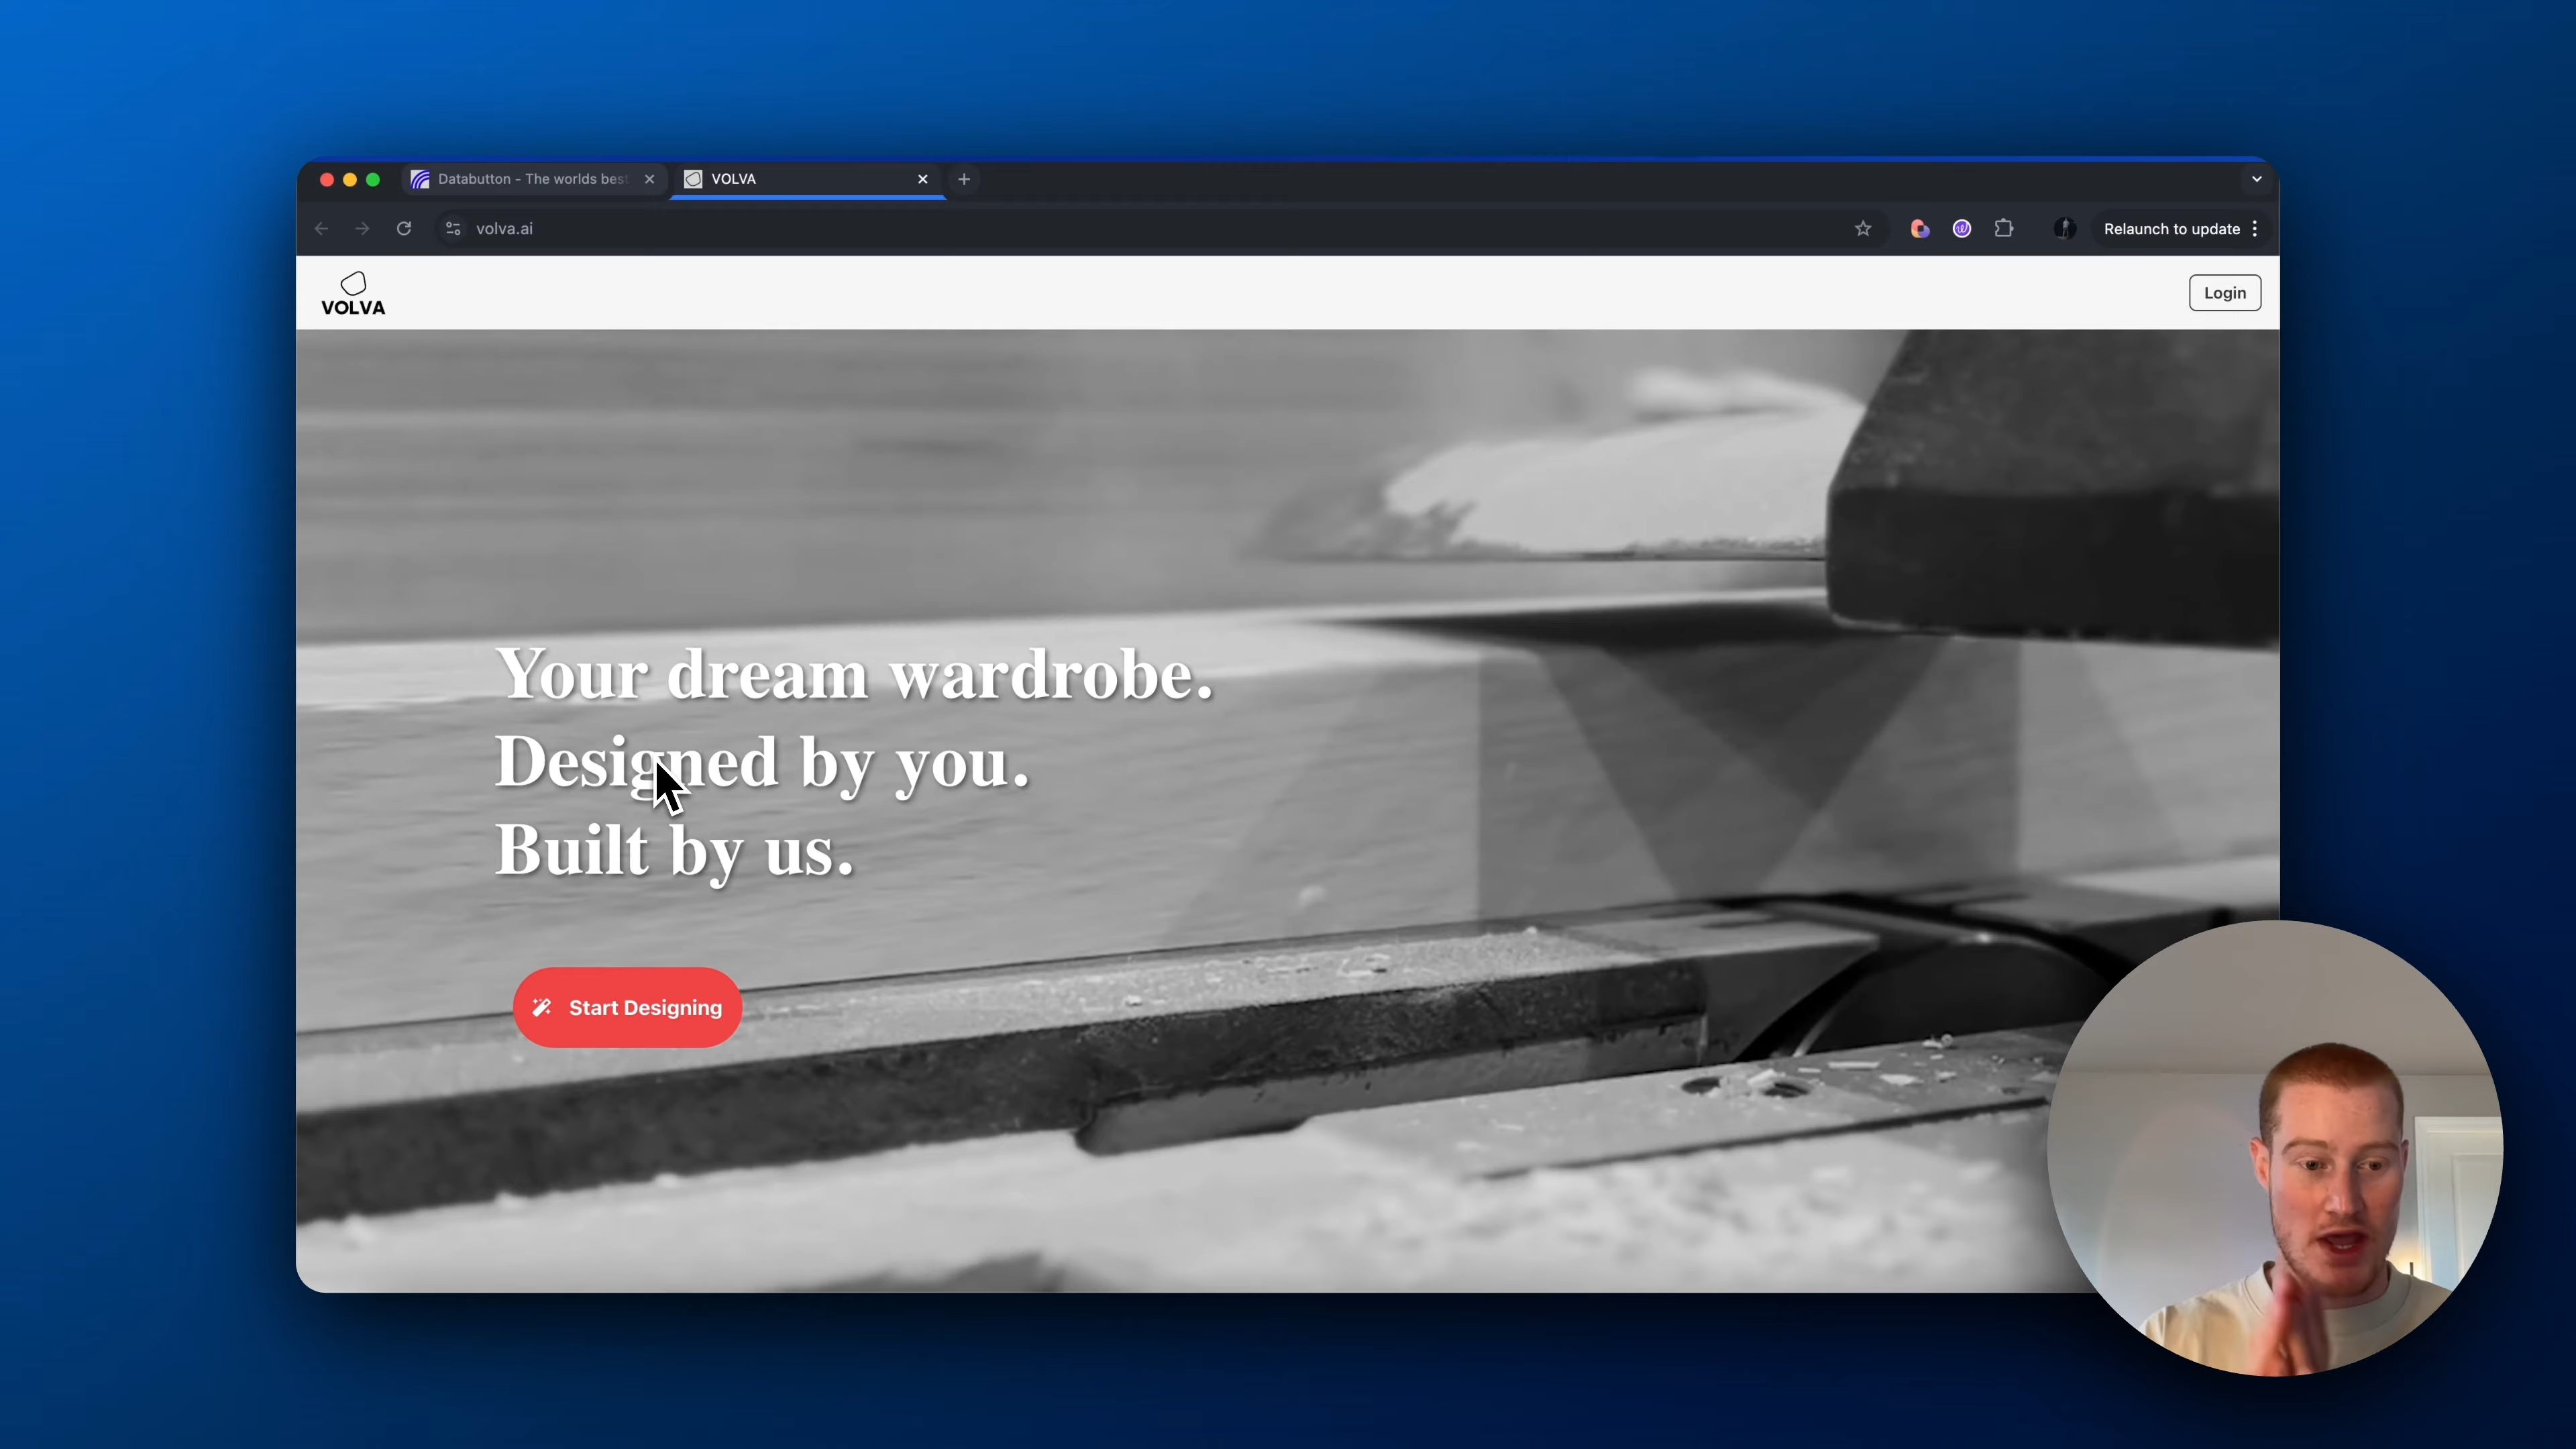 Databutton - The worlds best
VOLVA
volva.ai
Relaunch to update
VOLVA
Login
Your dream wardrobe.
Designed by you.
Built by us.
Start Designing